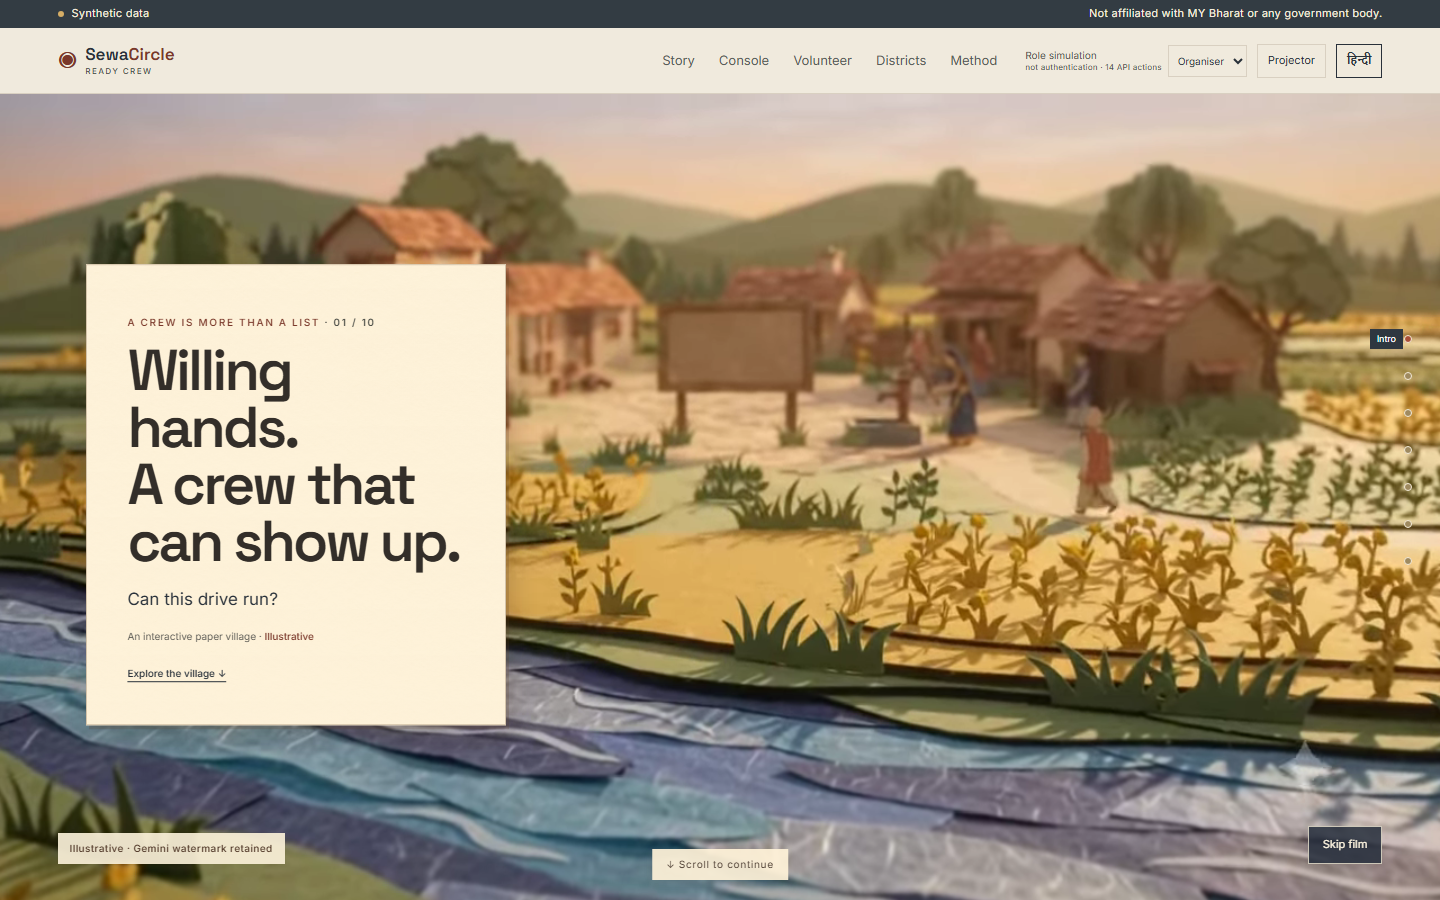 Synthetic data
Not affiliated with MY Bharat or any government body.
SewaCircle
READY CREW
Story
Console
Volunteer
Districts
Method
Role simulation
not authentication · 14 API actions
Organiser
Projector
हिन्दी
A CREW IS MORE THAN A LIST · 01 / 10
Willing
hands.
A crew that
can show up.
Can this drive run?
An interactive paper village · Illustrative
Explore the village ↓
Intro
Illustrative · Gemini watermark retained
↓ Scroll to continue
Skip film